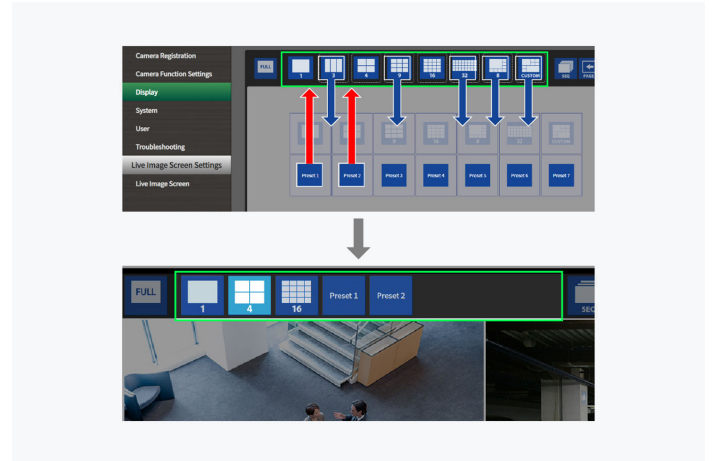 Camera Registration
Camera Function Settings
Display
System
User
Troubleshooting
Live Image Screen Settings
Live Image Screen
FULL
1
3
4
9
16
32
8
CUSTOM
SEQ
Preset 1
Preset 2
Preset 3
Preset 4
Preset 5
Preset 6
Preset 7
FULL
1
4
16
Preset 1
Preset 2
SEQ